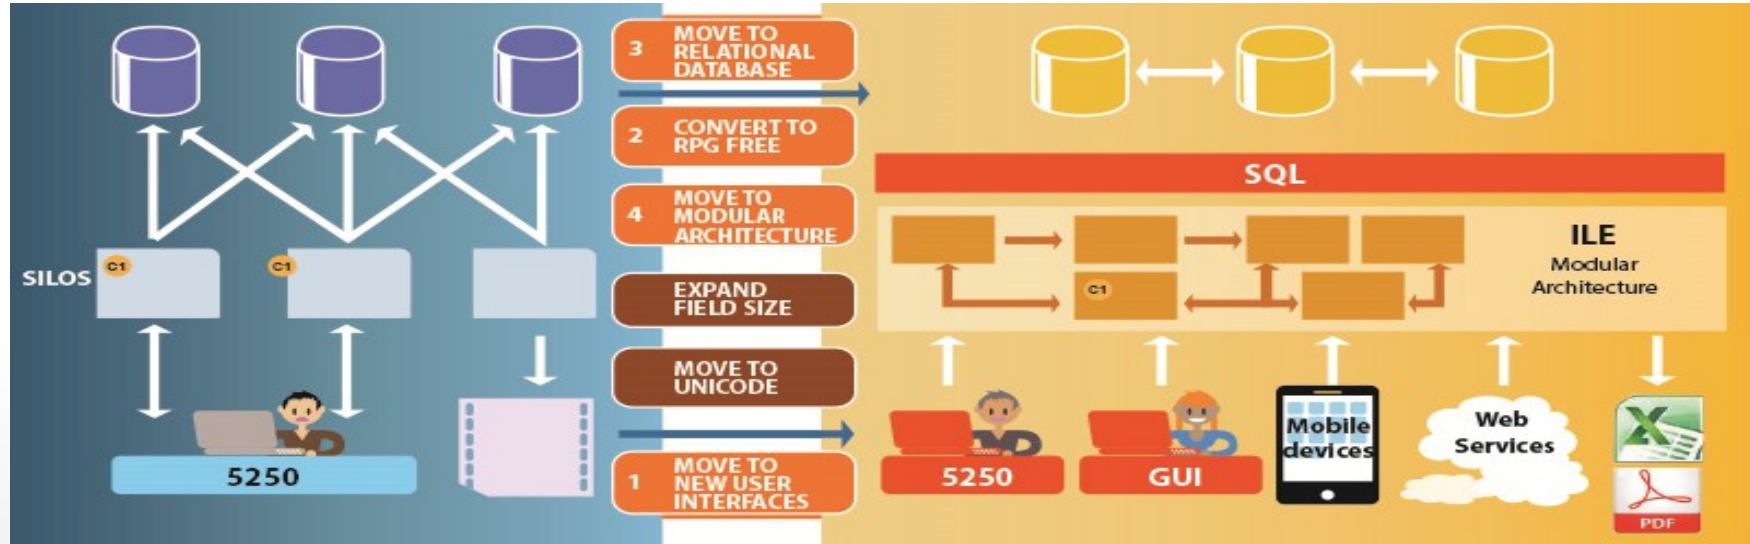 3
MOVE TO
RELATIONAL
DATABASE
2
CONVERT TO
RPG FREE
4
MOVE TO
MODULAR
ARCHITECTURE
EXPAND
FIELD SIZE
MOVE TO
UNICODE
1
MOVE TO
NEW USER
INTERFACES
SILOS
C1
C1
5250
SQL
ILE
Modular
Architecture
C1
5250
GUI
Mobile
devices
Web
Services
X
PDF